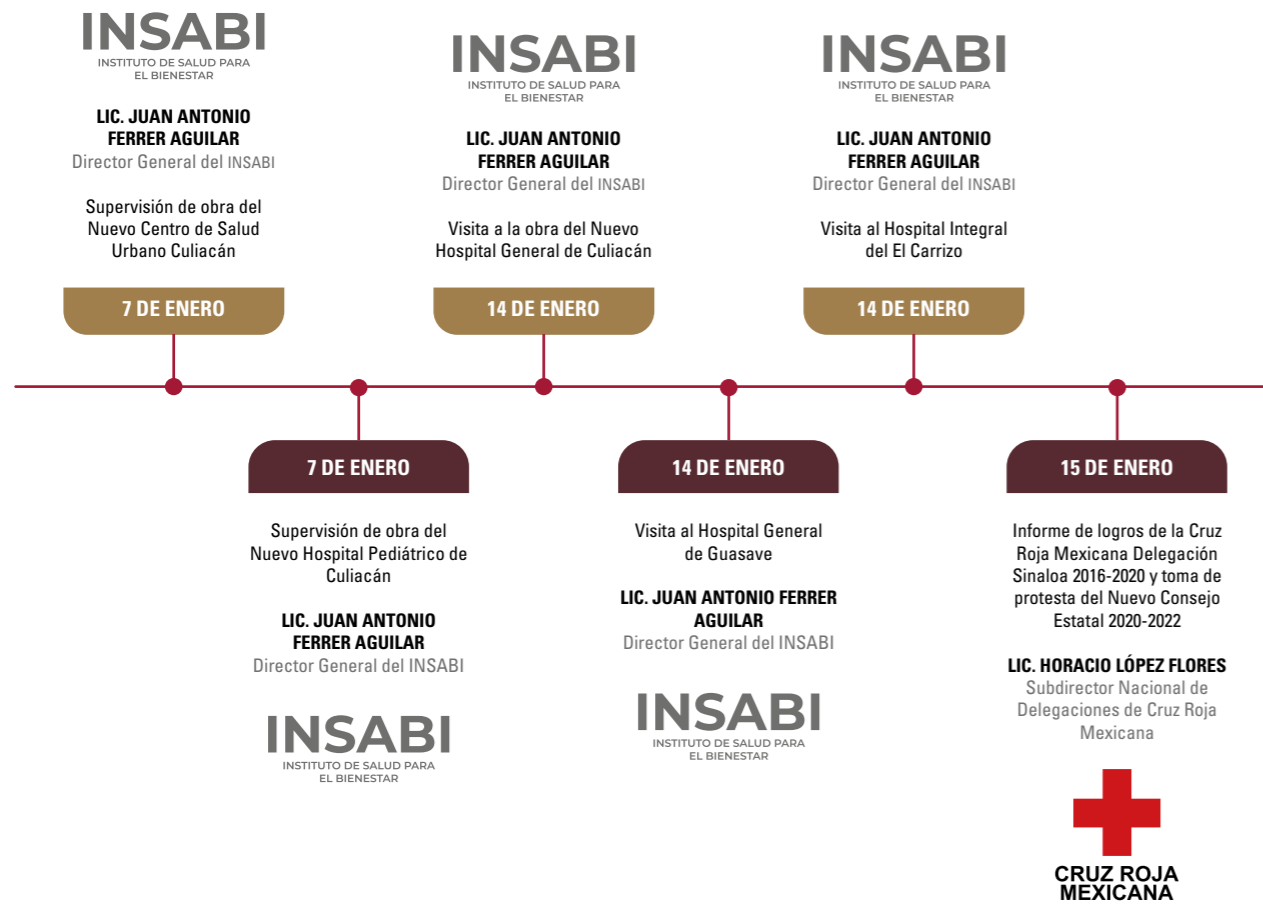 INSABI
INSTITUTO DE SALUD PARA
EL BIENESTAR
LIC. JUAN ANTONIO
FERRER AGUILAR
Director General del INSABI
Supervisión de obra del
Nuevo Centro de Salud
Urbano Culiacán
7 DE ENERO
INSABI
INSTITUTO DE SALUD PARA
EL BIENESTAR
LIC. JUAN ANTONIO
FERRER AGUILAR
Director General del INSABI
Visita a la obra del Nuevo
Hospital General de Culiacán
14 DE ENERO
INSABI
INSTITUTO DE SALUD PARA
EL BIENESTAR
LIC. JUAN ANTONIO
FERRER AGUILAR
Director General del INSABI
Visita al Hospital Integral
del El Carrizo
14 DE ENERO
7 DE ENERO
Supervisión de obra del
Nuevo Hospital Pediátrico de
Culiacán
LIC. JUAN ANTONIO
FERRER AGUILAR
Director General del INSABI
INSABI
INSTITUTO DE SALUD PARA
EL BIENESTAR
14 DE ENERO
Visita al Hospital General
de Guasave
LIC. JUAN ANTONIO FERRER
AGUILAR
Director General del INSABI
INSABI
INSTITUTO DE SALUD PARA
EL BIENESTAR
15 DE ENERO
Informe de logros de la Cruz
Roja Mexicana Delegación
Sinaloa 2016-2020 y toma de
protesta del Nuevo Consejo
Estatal 2020-2022
LIC. HORACIO LÓPEZ FLORES
Subdirector Nacional de
Delegaciones de Cruz Roja
Mexicana
CRUZ ROJA
MEXICANA